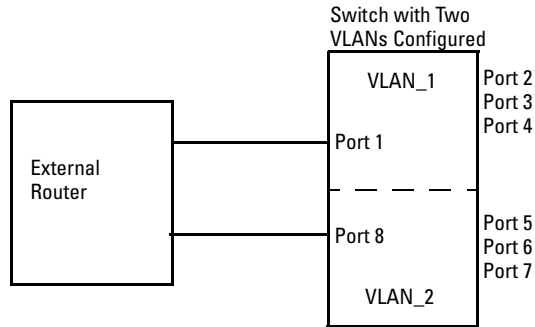 Switch with Two
VLANs Configured
VLAN_1
Port 2
Port 3
Port 4
Port 1
External
Router
Port 8
Port 5
Port 6
Port 7
VLAN_2